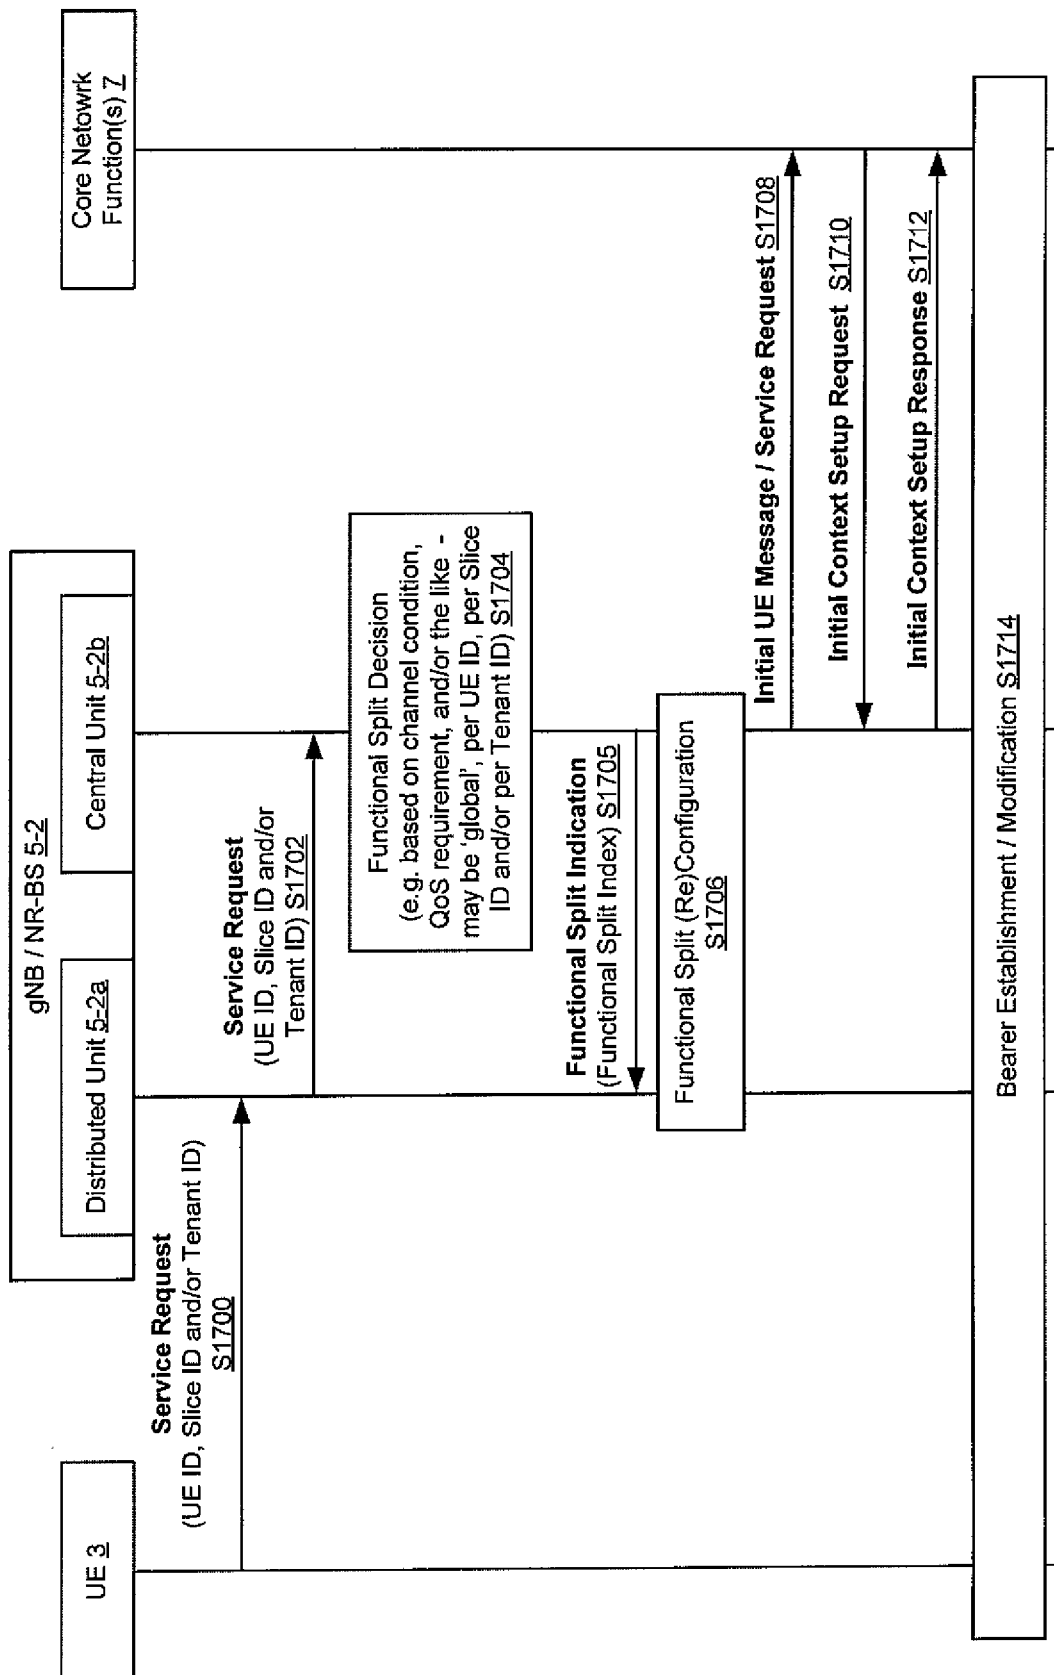 UE 3
gNB / NR-BS 5-2
Distributed Unit 5-2a
Central Unit 5-2b
Core Netowrk
Function(s) 7
Service Request
(UE ID, Slice ID and/or Tenant ID)
S1700
Service Request
(UE ID, Slice ID and/or
Tenant ID) S1702
Functional Split Decision
(e.g. based on channel condition,
QoS requirement, and/or the like -
may be 'global', per UE ID, per Slice
ID and/or per Tenant ID) S1704
Functional Split Indication
(Functional Split Index) S1705
Functional Split (Re)Configuration
S1706
Initial UE Message / Service Request S1708
Initial Context Setup Request S1710
Initial Context Setup Response S1712
Bearer Establishment / Modification S1714